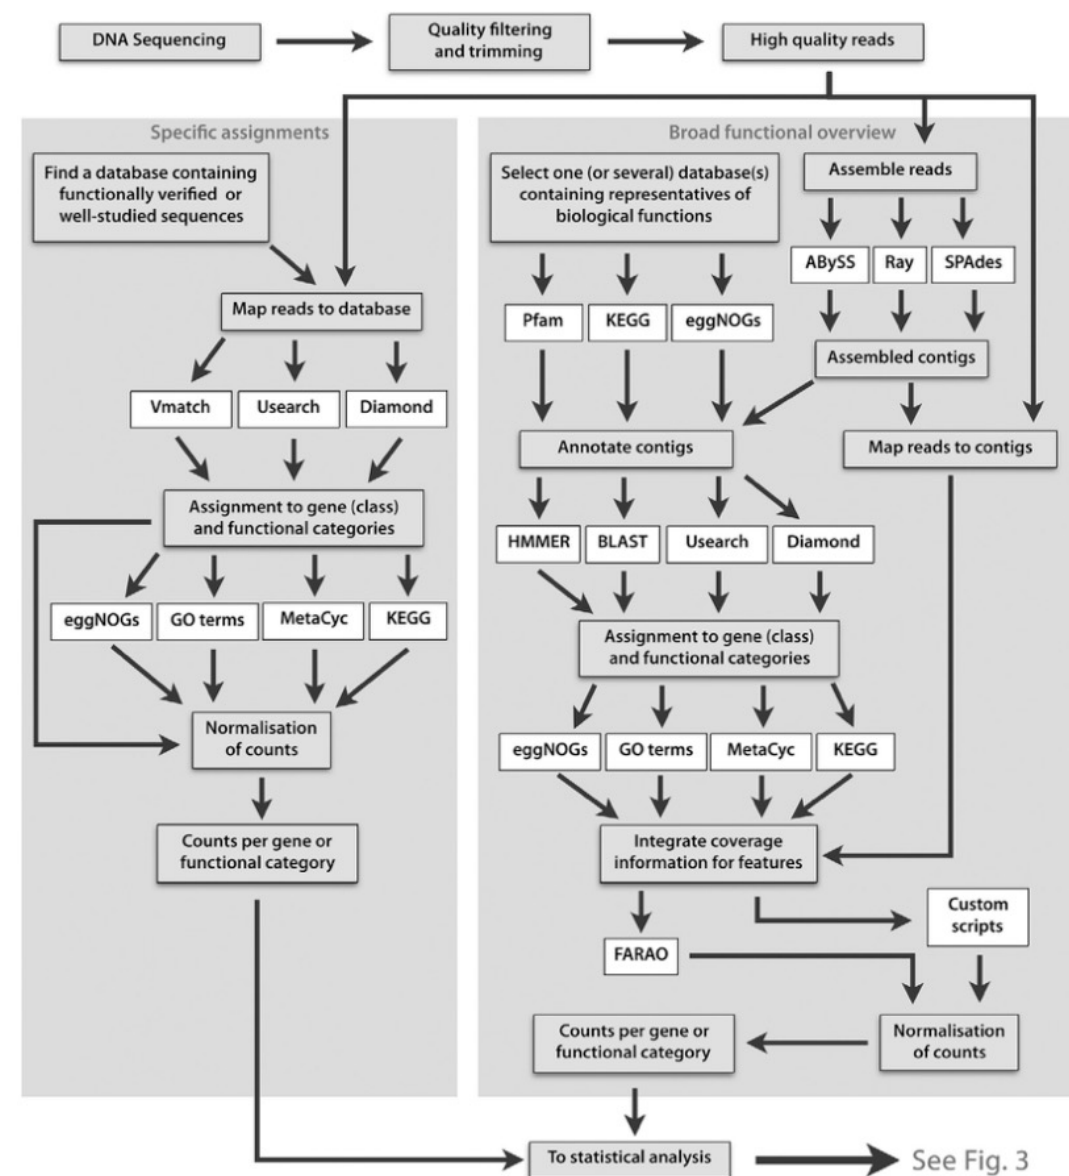 DNA Sequencing
Quality filtering
and trimming
High quality reads
Specific assignments
Find a database containing
functionally verified or
well-studied sequences
Map reads to database
Vmatch
Usearch
Diamond
Assignment to gene (class)
and functional categories
eggNOGs
GO terms
MetaCyc
KEGG
Normalisation
of counts
Counts per gene or
functional category
Broad functional overview
Select one (or several) database(s)
containing representatives of
biological functions
Assemble reads
ABySS
Ray
SPAdes
Pfam
KEGG
eggNOGs
Assembled contigs
Annotate contigs
Map reads to contigs
HMMER
BLAST
Usearch
Diamond
Assignment to gene (class)
and functional categories
eggNOGs
GO terms
MetaCyc
KEGG
Integrate coverage
information for features
Custom
scripts
FARAO
Counts per gene or
functional category
Normalisation
of counts
To statistical analysis
See Fig. 3